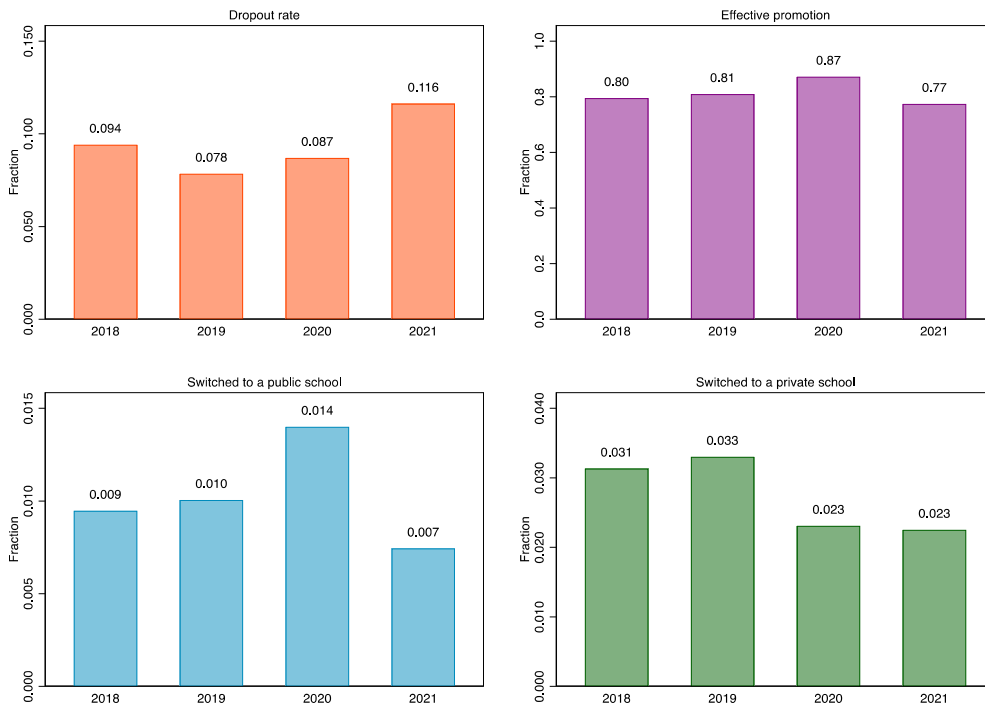 Dropout rate
Fraction
0.150
0.100
0.050
0.000
0.094
0.078
0.087
0.116
2018 2019 2020 2021
Effective promotion
Fraction
1.0
0.8
0.6
0.4
0.2
0.0
0.80
0.81
0.87
0.77
2018 2019 2020 2021
Switched to a public school
Fraction
0.015
0.010
0.005
0.000
0.009
0.010
0.014
0.007
2018 2019 2020 2021
Switched to a private school
Fraction
0.040
0.030
0.020
0.010
0.000
0.031
0.033
0.023
0.023
2018 2019 2020 2021